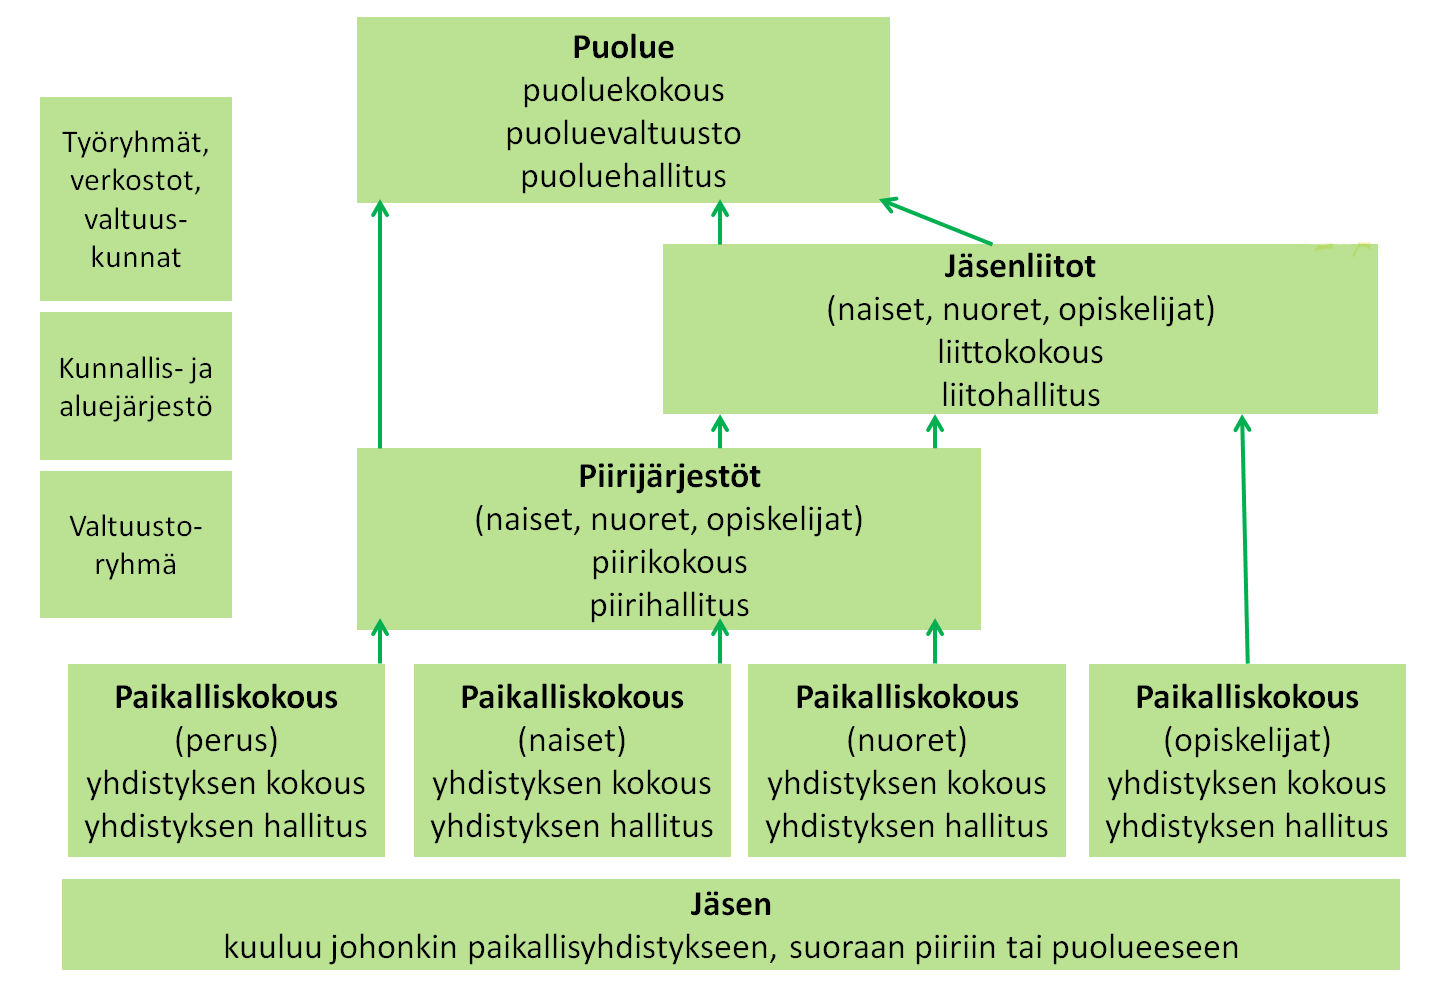 Puolue
puoluekokous
puoluevaltuusto
puoluehallitus
Työryhmät,
verkostot,
valtuus-
kunnat
Jäsenliitot
(naiset, nuoret, opiskelijat)
liittokokous
liitohallitus
Kunnallis- ja
aluejärjestö
Piirijärjestöt
(naiset, nuoret, opiskelijat)
piirikokous
piirihallitus
Valtuusto-
ryhmä
Paikalliskokous
(perus)
yhdistyksen kokous
yhdistyksen hallitus
Paikalliskokous
(naiset)
yhdistyksen kokous
yhdistyksen hallitus
Paikalliskokous
(nuoret)
yhdistyksen kokous
yhdistyksen hallitus
Paikalliskokous
(opiskelijat)
yhdistyksen kokous
yhdistyksen hallitus
Jäsen
kuuluu johonkin paikallisyhdistykseen, suoraan piiriin tai puolueeseen